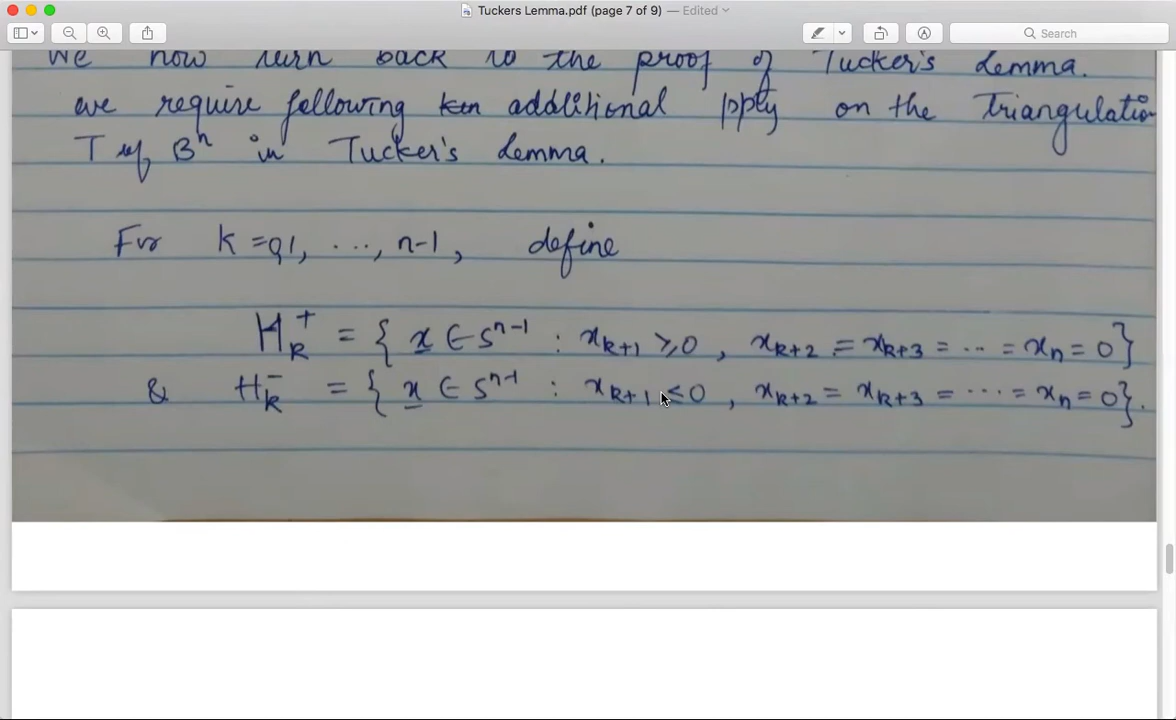 Tuckers Lemma.pdf (page 7 of 9) — Edited
Search
We now turn back to the proof of Tucker's Lemma.
we require following additional ppty on the Triangulation
T of Bⁿ in Tucker's Lemma.
For k = 0,1, ..., n-1, define
H_k^+ = { x ∈ S^{n-1} : x_{k+1} ≥ 0, x_{k+2} = x_{k+3} = ... = x_n = 0 }
& H_k^- = { x ∈ S^{n-1} : x_{k+1} ≤ 0, x_{k+2} = x_{k+3} = .... = x_n = 0 }.